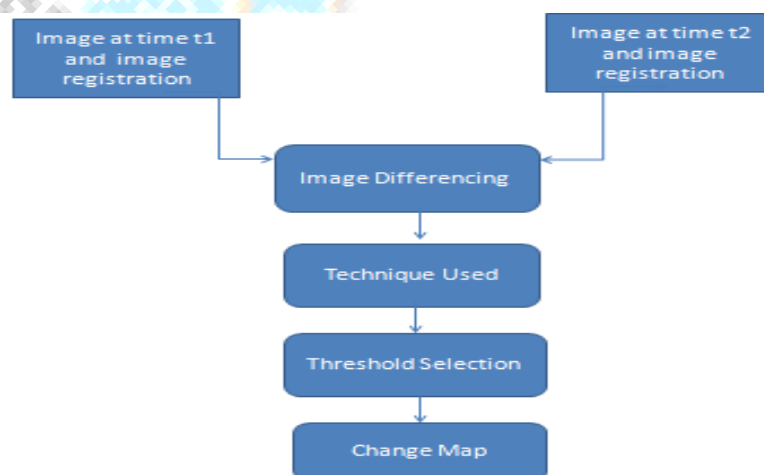 Image at time t1
and image
registration
Image at time t2
and image
registration
Image Differencing
Technique Used
Threshold Selection
Change Map